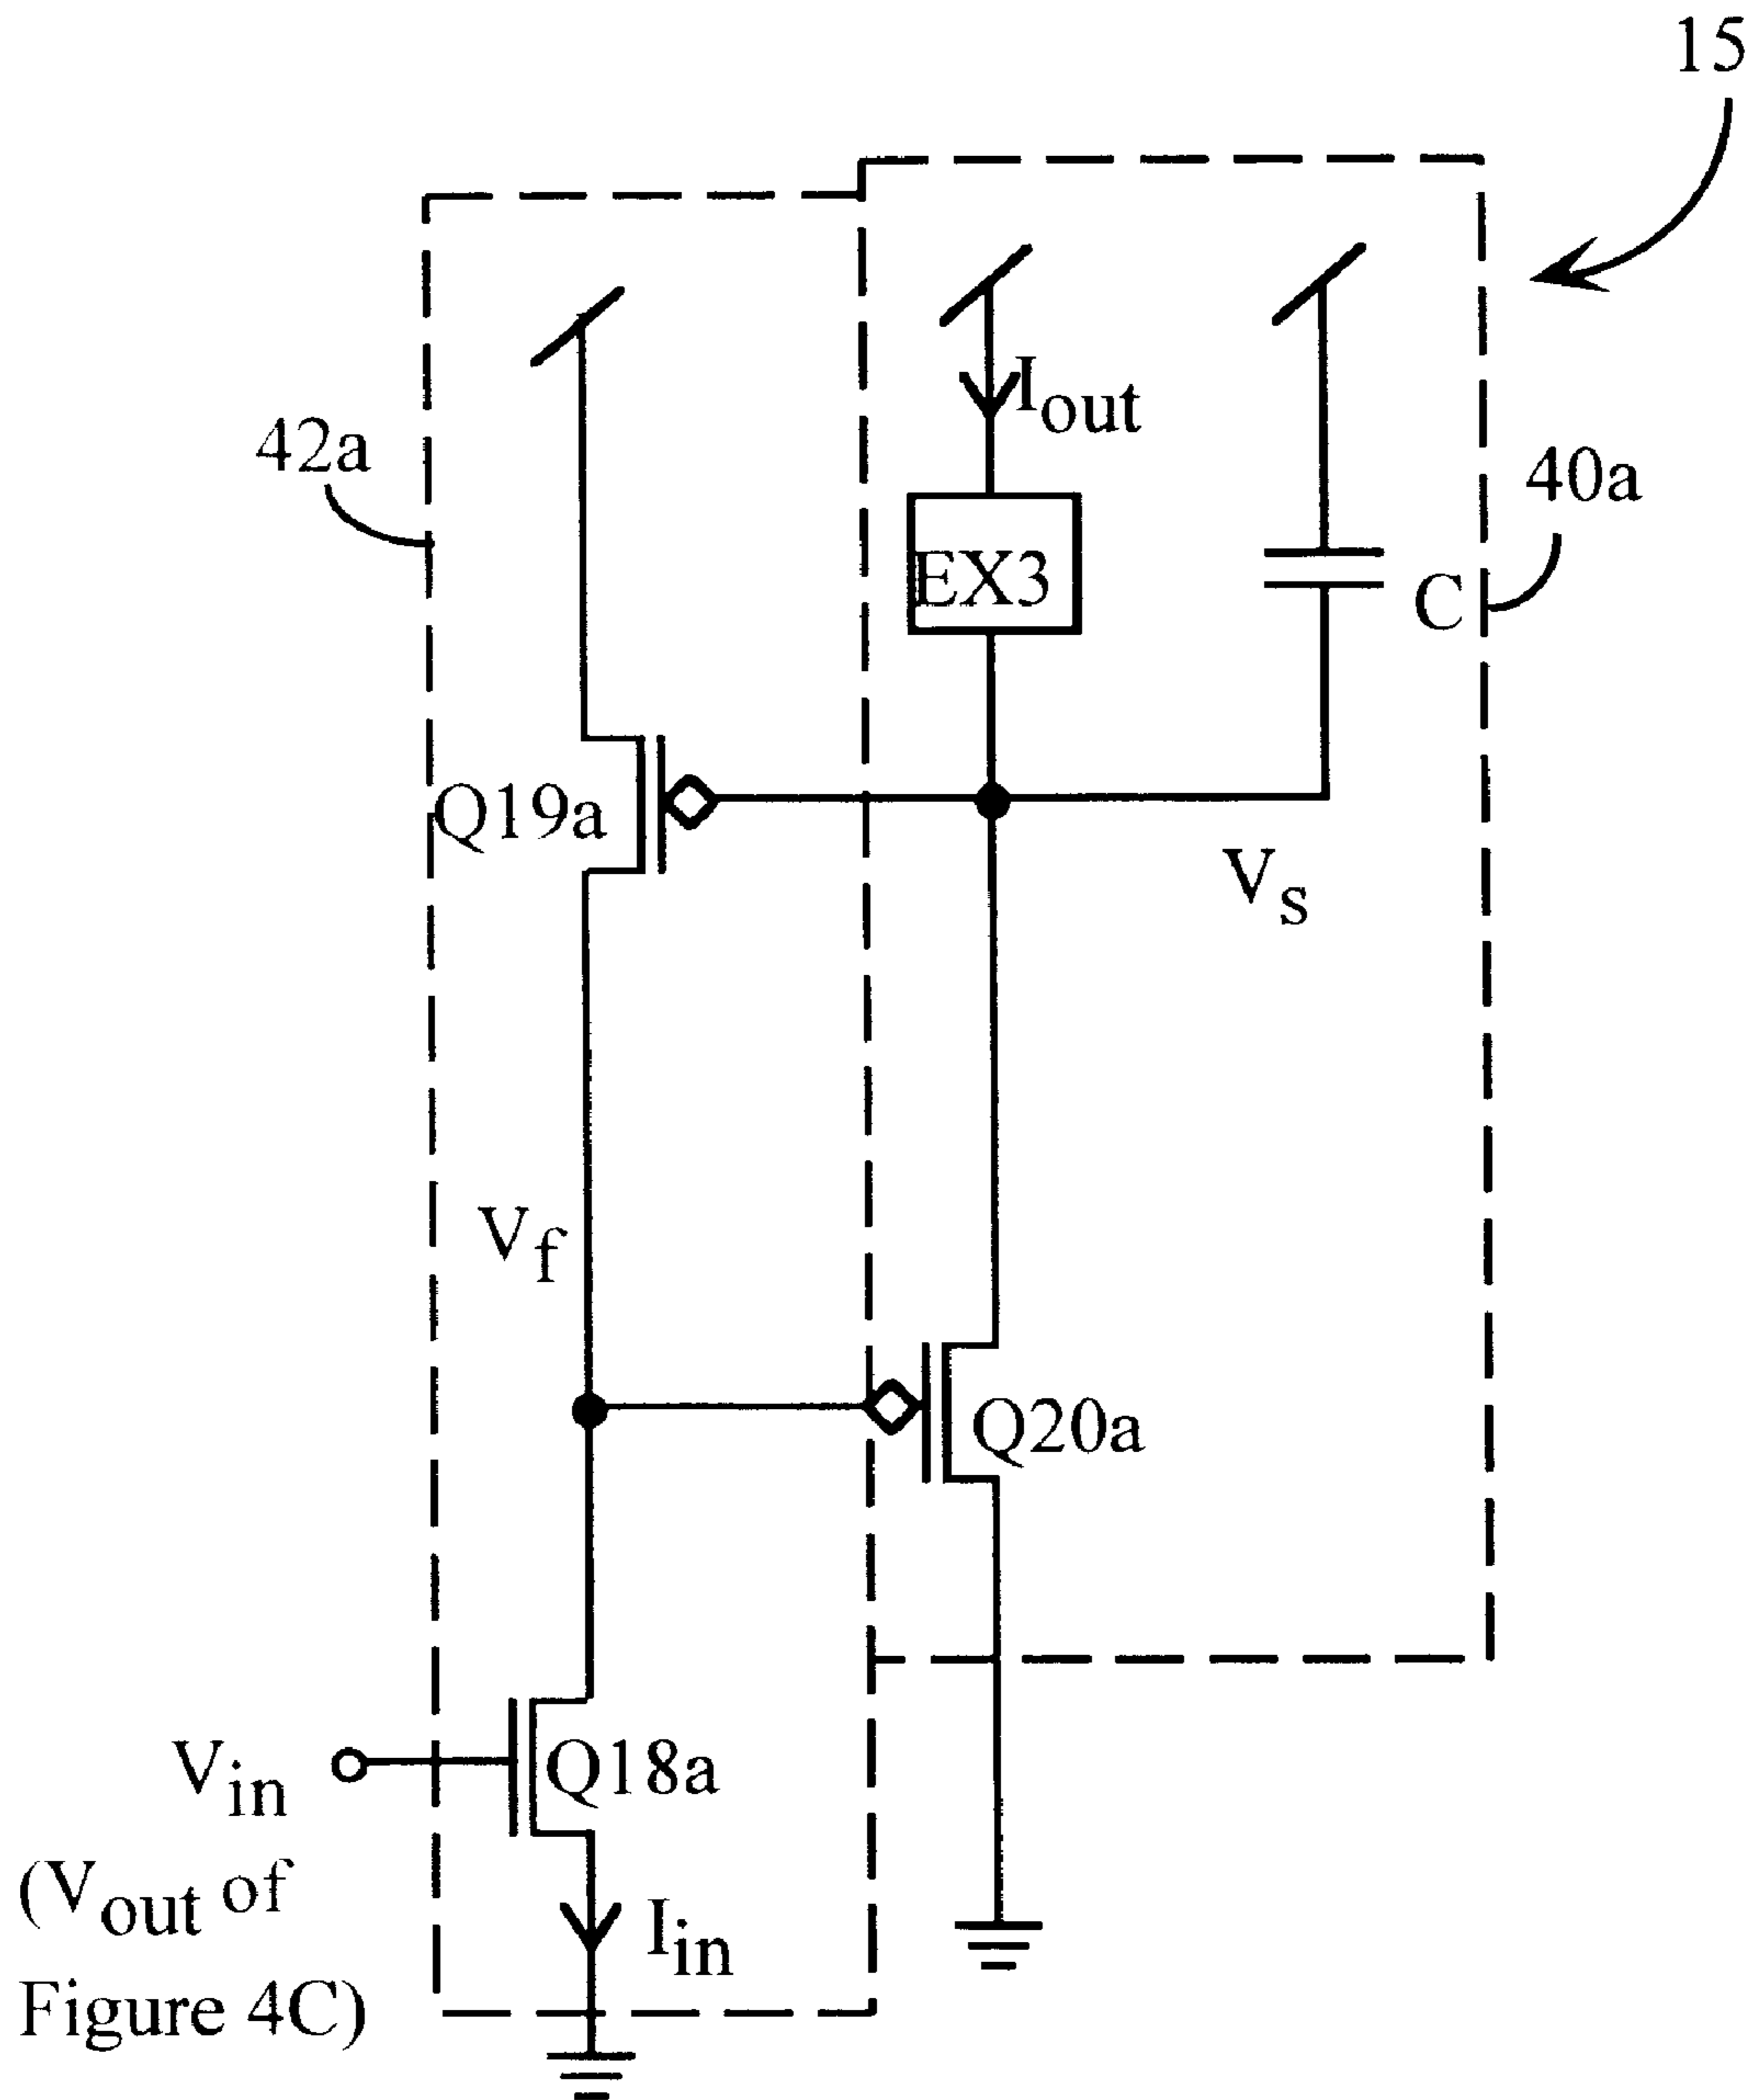 15
I_out
42a
40a
EX3
C
Q19a
V_s
V_f
Q20a
V_in
Q18a
(V_out of
Figure 4C)
I_in